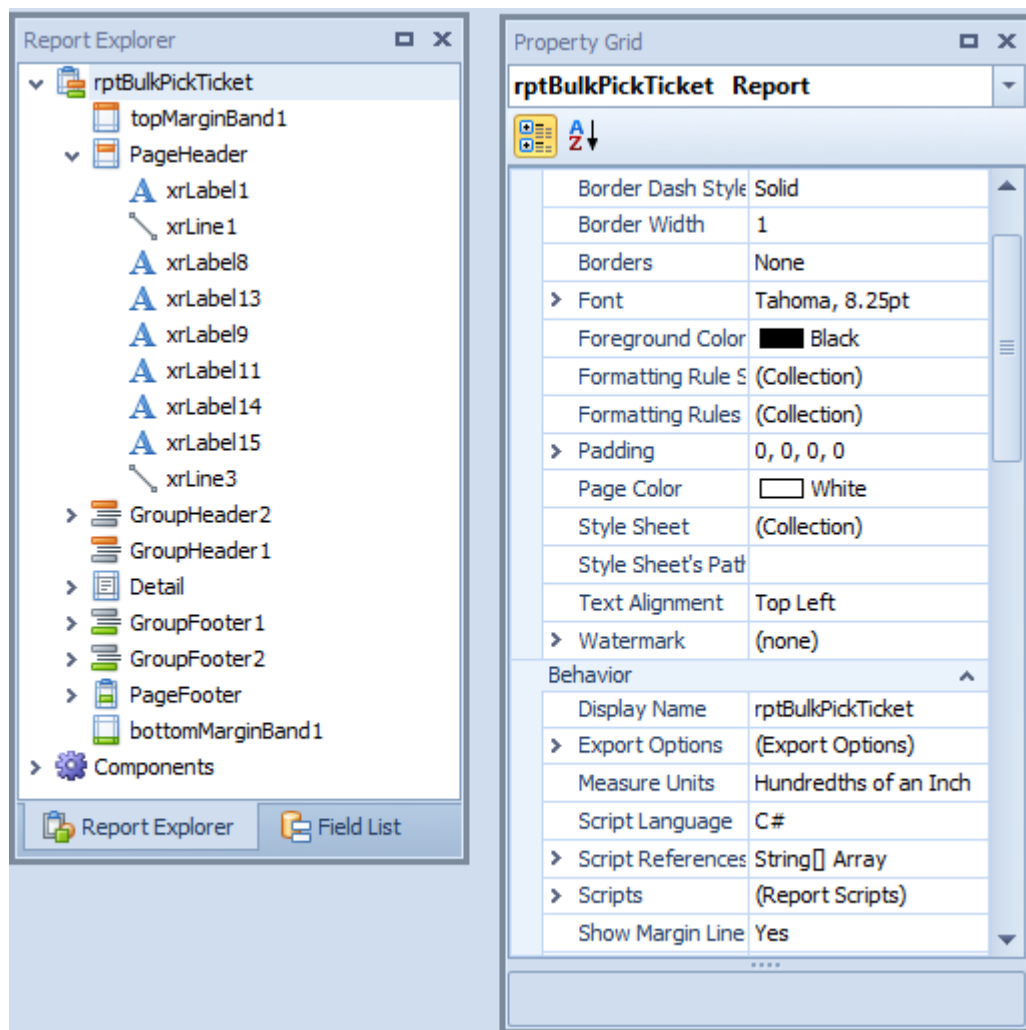 Report Explorer
rptBulkPickTicket
topMarginBand1
PageHeader
xrLabel1
xrLine1
xrLabel8
xrLabel13
xrLabel9
xrLabel11
xrLabel14
xrLabel15
xrLine3
GroupHeader2
GroupHeader1
Detail
GroupFooter1
GroupFooter2
PageFooter
bottomMarginBand1
Components
Report Explorer Field List
Property Grid
rptBulkPickTicket Report
A
Z
Border Dash Style Solid
Border Width 1
Borders None
Font Tahoma, 8.25pt
Foreground Color Black
Formatting Rule S (Collection)
Formatting Rules (Collection)
Padding 0, 0, 0, 0
Page Color White
Style Sheet (Collection)
Style Sheet's Path
Text Alignment Top Left
Watermark (none)
Behavior
Display Name rptBulkPickTicket
Export Options (Export Options)
Measure Units Hundredths of an Inch
Script Language C#
Script References String[] Array
Scripts (Report Scripts)
Show Margin Line Yes